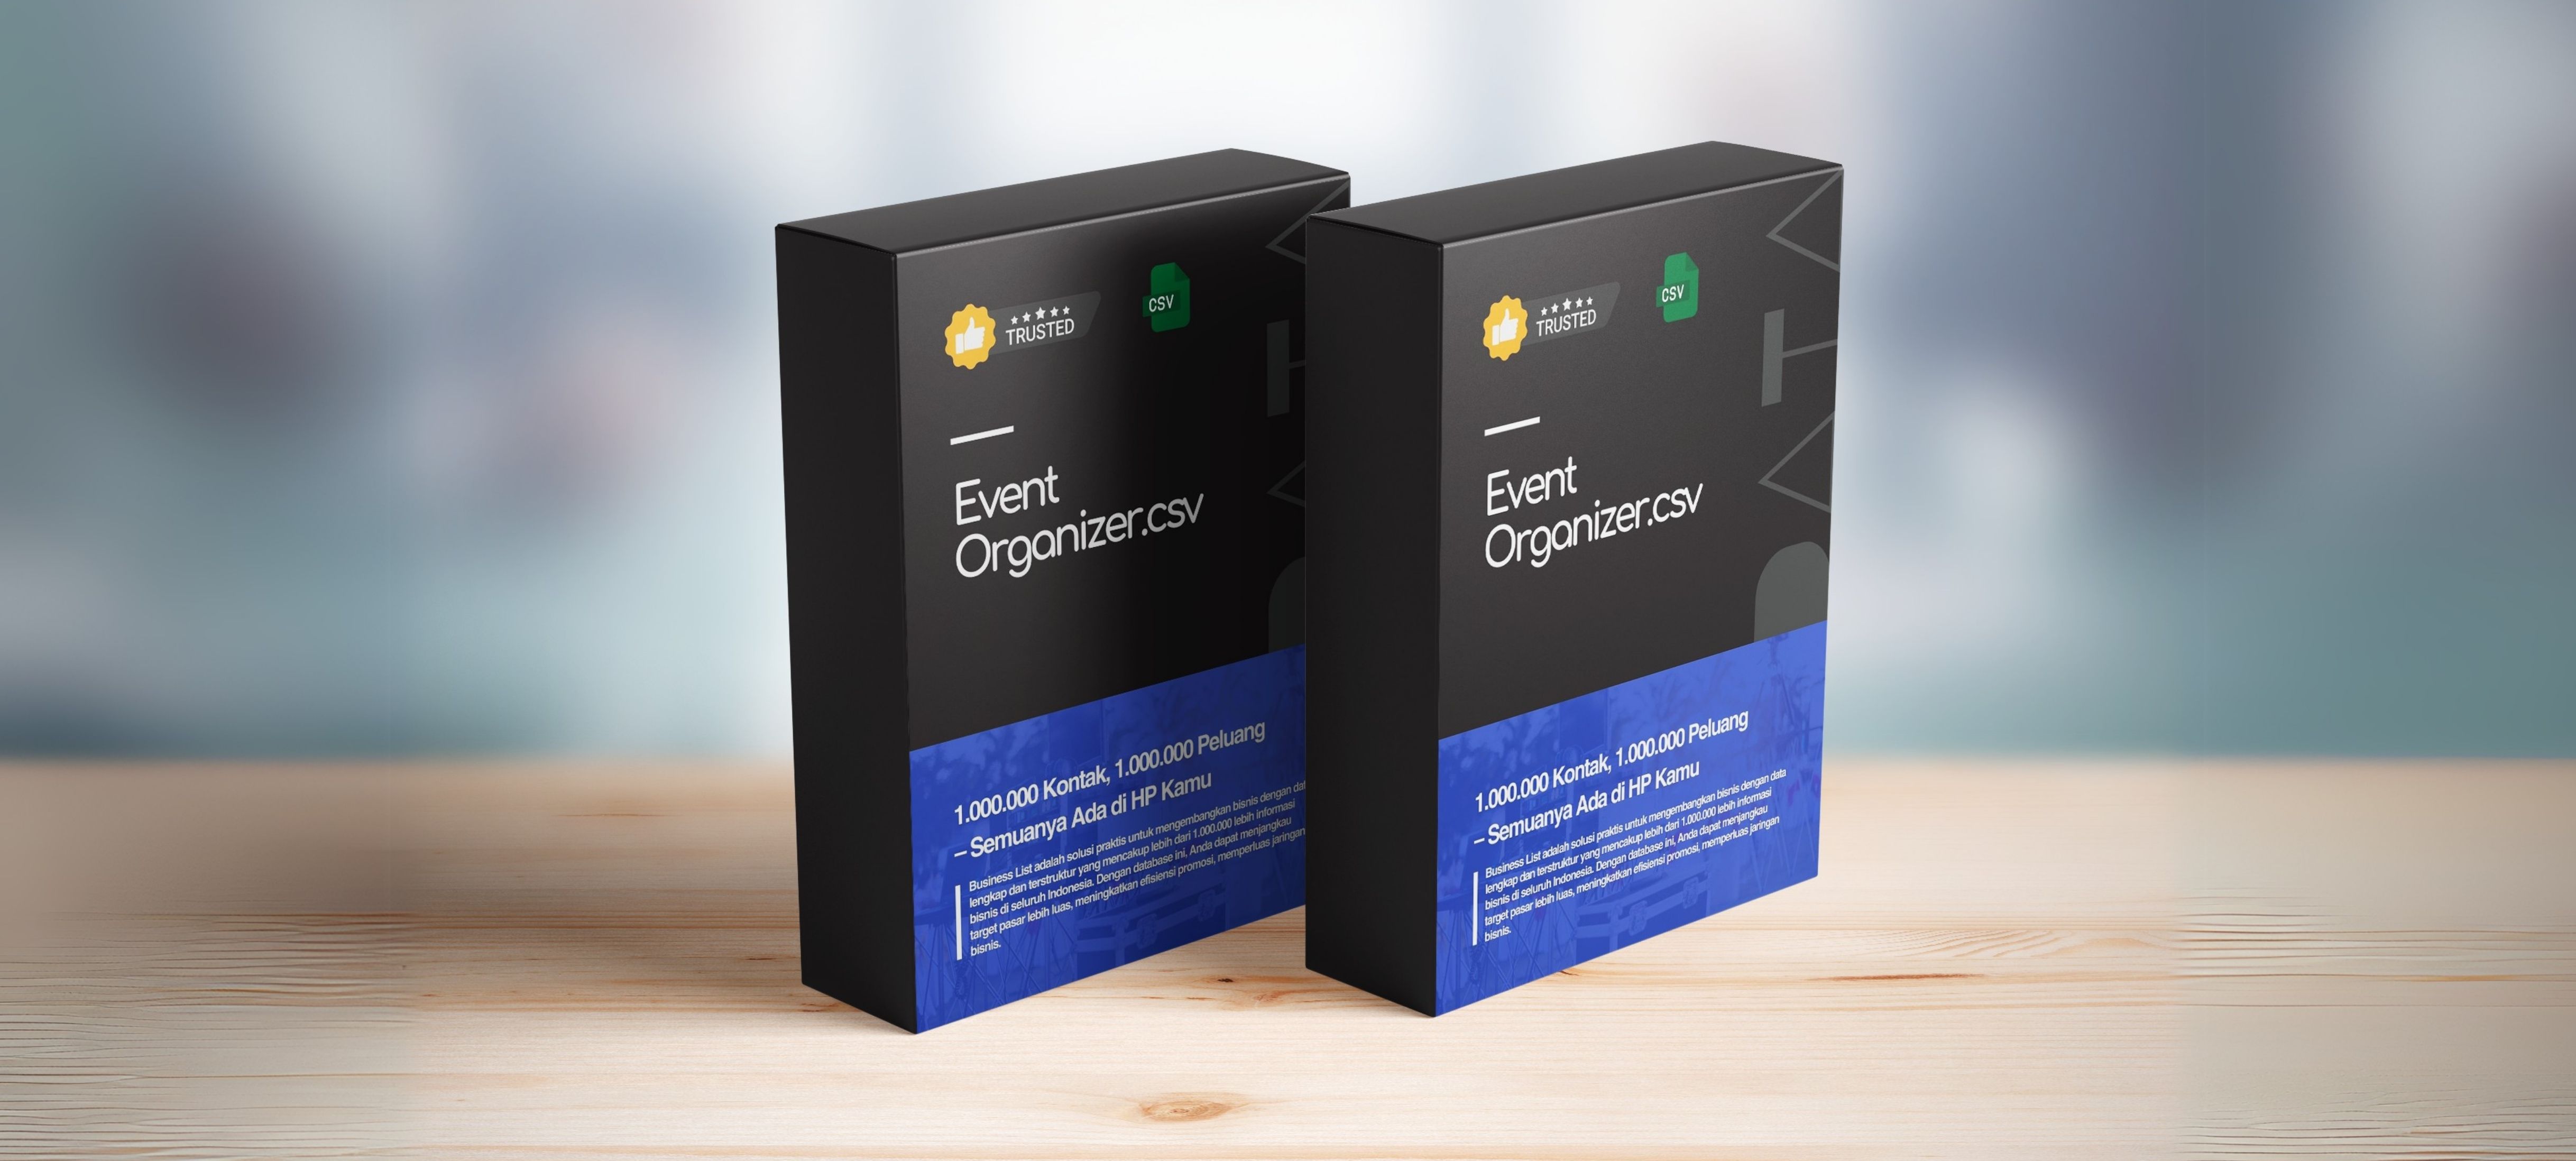 TRUSTED
CSV
Event
Organizer.csv
1.000.000 Kontak, 1.000.000 Peluang
– Semuanya Ada di HP Kamu
Business List adalah solusi praktis untuk mengembangkan bisnis dengan dat
lengkap dan terstruktur yang mencakup lebih dari 1.000.000 lebih informasi
bisnis di seluruh Indonesia. Dengan database ini, Anda dapat menjangkau
target pasar lebih luas, meningkatkan efisiensi promosi, memperluas jaringan
bisnis.
TRUSTED
CSV
Event
Organizer.csv
1.000.000 Kontak, 1.000.000 Peluang
– Semuanya Ada di HP Kamu
Business List adalah solusi praktis untuk mengembangkan bisnis dengan data
lengkap dan terstruktur yang mencakup lebih dari 1.000.000 lebih informasi
bisnis di seluruh Indonesia. Dengan database ini, Anda dapat menjangkau
target pasar lebih luas, meningkatkan efisiensi promosi, memperluas jaringan
bisnis.